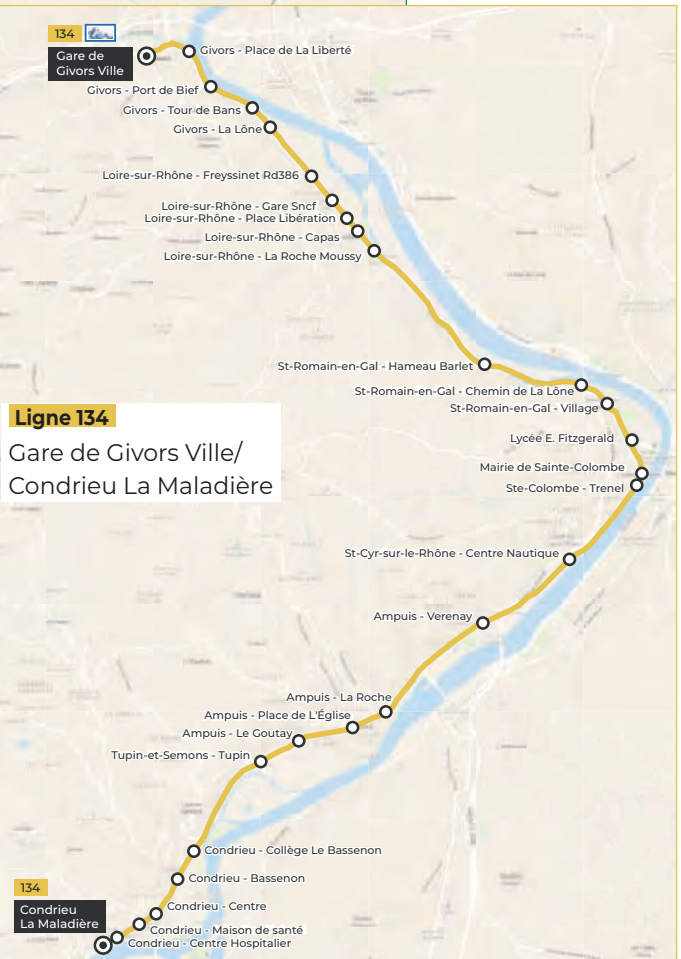 134 ter
Gare de
Givors Ville
Givors - Place de La Liberté
Givors - Port de Bief
Givors - Tour de Bans
Givors - La Lône
Loire-sur-Rhône - Freyssinet Rd386
Loire-sur-Rhône - Gare Sncf
Loire-sur-Rhône - Place Libération
Loire-sur-Rhône - Capas
Loire-sur-Rhône - La Roche Moussy
St-Romain-en-Gal - Hameau Barlet
St-Romain-en-Gal - Chemin de La Lône
St-Romain-en-Gal - Village
Ligne 134
Gare de Givors Ville/
Condrieu La Maladière
Lycée E. Fitzgerald
Mairie de Sainte-Colombe
Ste-Colombe - Trenel
St-Cyr-sur-le-Rhône - Centre Nautique
Ampuis - Verenay
Ampuis - La Roche
Ampuis - Place de L'Église
Ampuis - Le Goutay
Tupin-et-Semons - Tupin
Condrieu - Collège Le Bassenon
Condrieu - Bassenon
Condrieu - Centre
Condrieu - Maison de santé
Condrieu - Centre Hospitalier
134
Condrieu
La Maladière